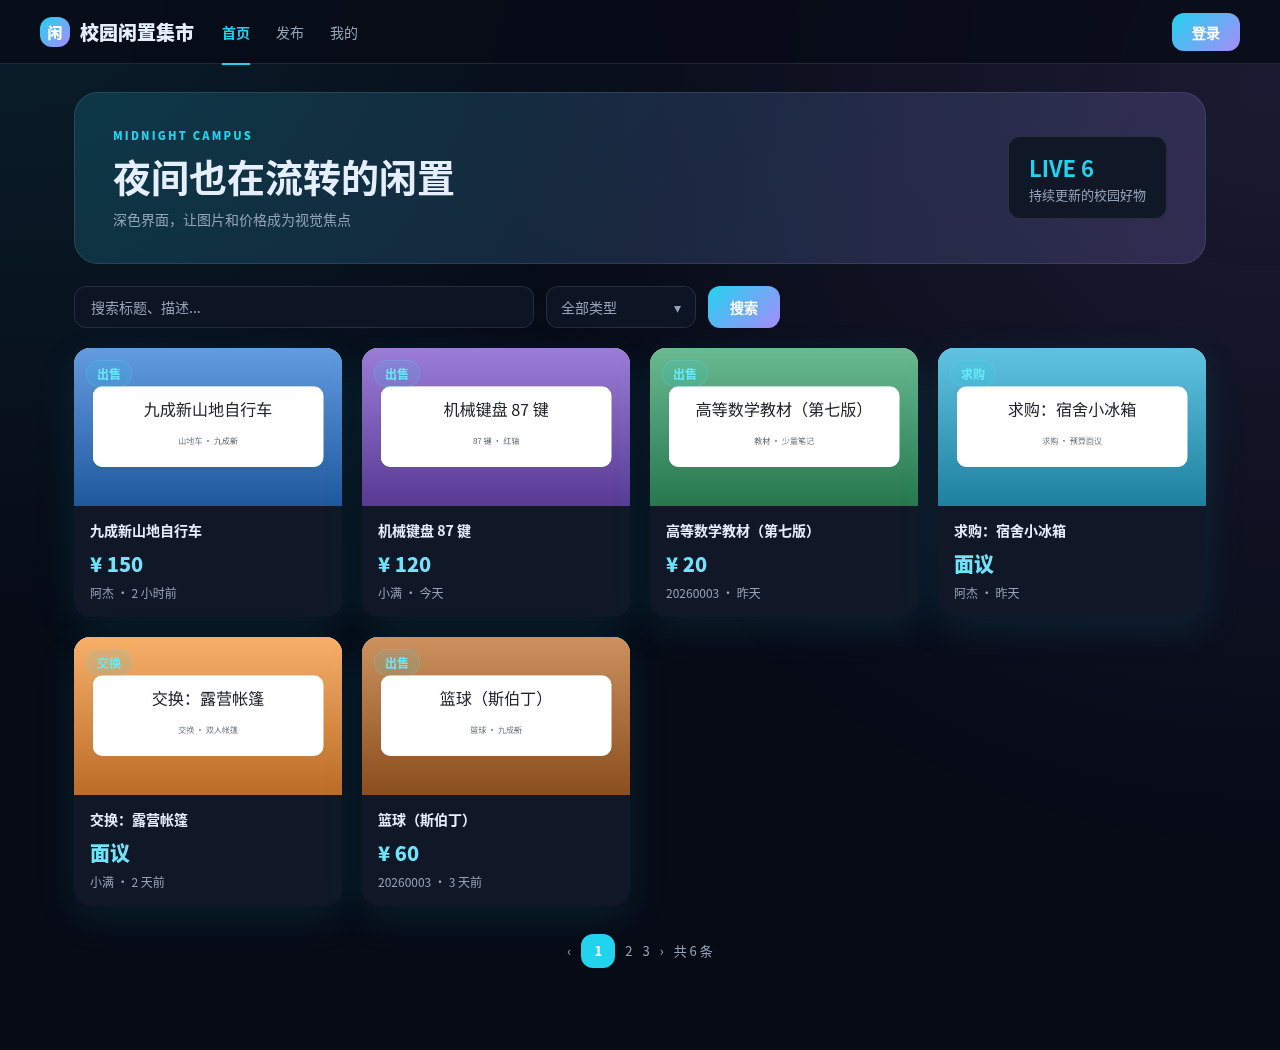 闲 校园闲置集市 首页 发布 我的 登录
MIDNIGHT CAMPUS
夜间也在流转的闲置
深色界面，让图片和价格成为视觉焦点
LIVE 6
持续更新的校园好物
搜索标题、描述... 全部类型 ▾ 搜索
出售
九成新山地自行车
山地车 · 九成新
九成新山地自行车
¥ 150
阿杰 · 2 小时前
出售
机械键盘 87 键
87 键 · 红轴
机械键盘 87 键
¥ 120
小满 · 今天
出售
高等数学教材（第七版）
教材 · 少量笔记
高等数学教材（第七版）
¥ 20
20260003 · 昨天
求购
求购：宿舍小冰箱
求购 · 预算面议
求购：宿舍小冰箱
面议
阿杰 · 昨天
交换
交换：露营帐篷
交换 · 双人帐篷
交换：露营帐篷
面议
小满 · 2 天前
出售
篮球（斯伯丁）
篮球 · 九成新
篮球（斯伯丁）
¥ 60
20260003 · 3 天前
‹ 1 2 3 › 共 6 条